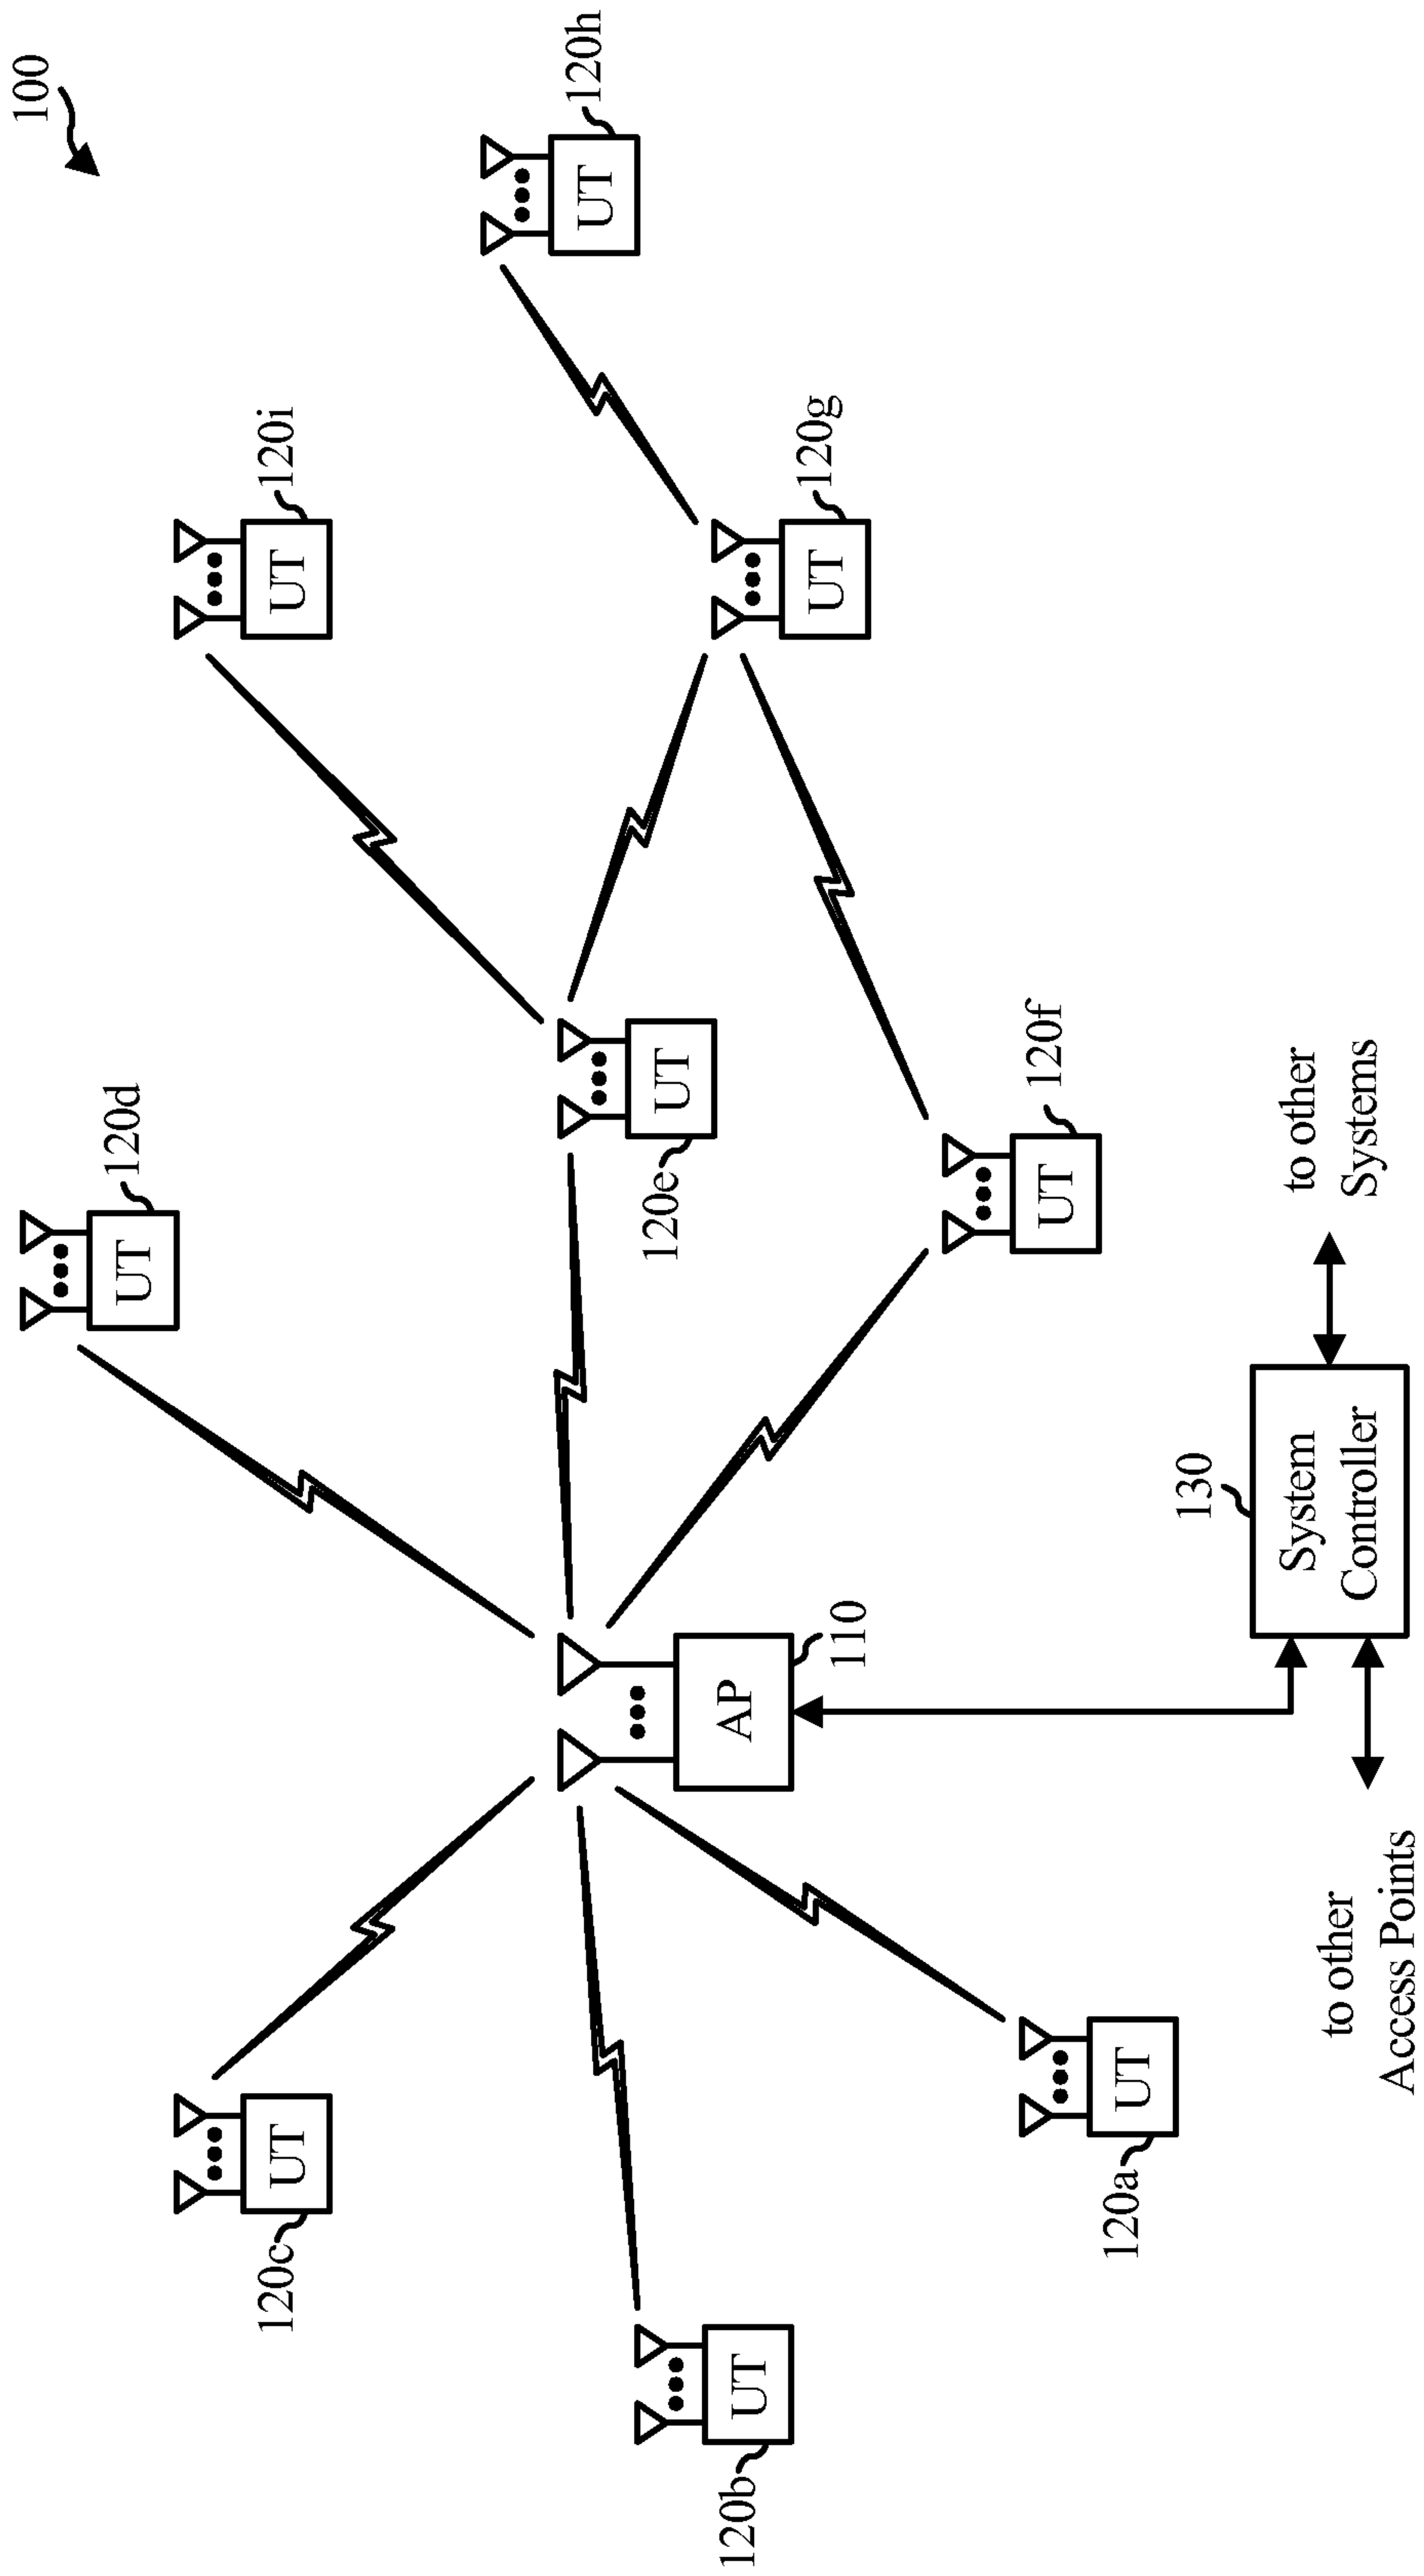 100
UT
120d
UT
120i
UT
120c
UT
120h
UT
120e
UT
120b
AP
110
UT
120g
UT
120f
UT
120a
130
System
Controller
to other
Systems
to other
Access Points